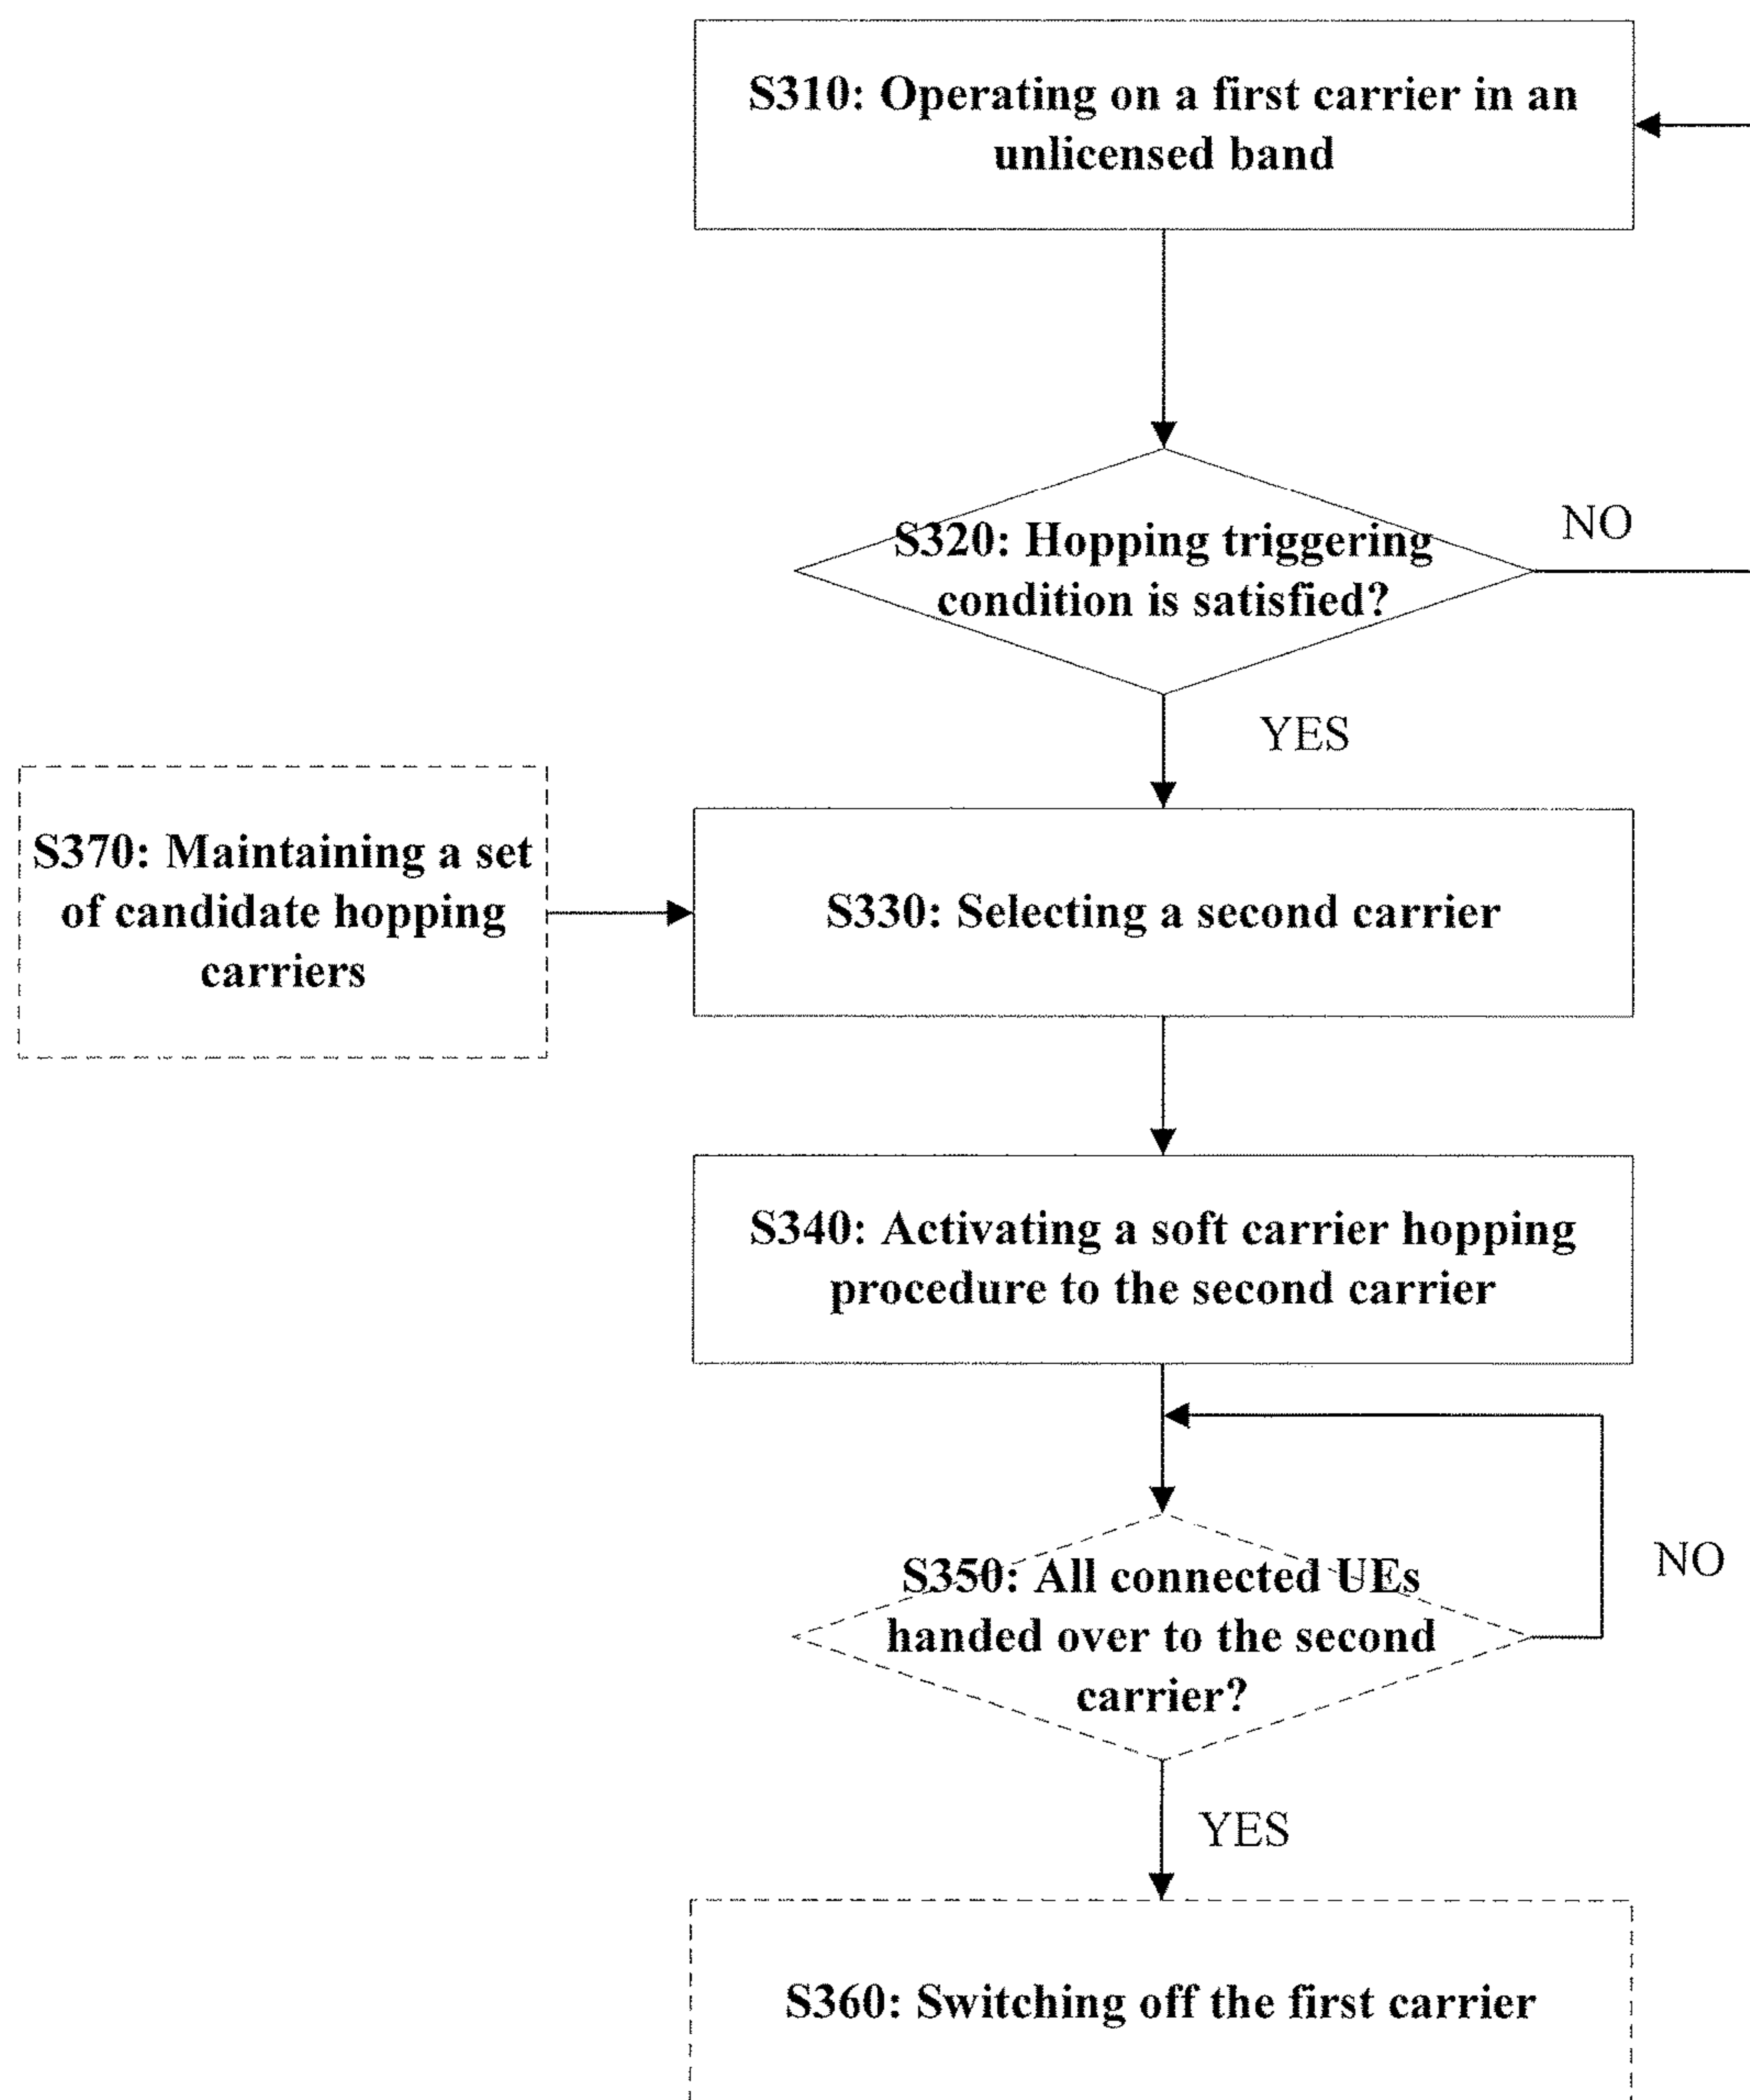 S310: Operating on a first carrier in an
unlicensed band
S320: Hopping triggering
condition is satisfied?
NO
YES
S370: Maintaining a set
of candidate hopping
carriers
S330: Selecting a second carrier
S340: Activating a soft carrier hopping
procedure to the second carrier
S350: All connected UEs
handed over to the second
carrier?
NO
YES
S360: Switching off the first carrier